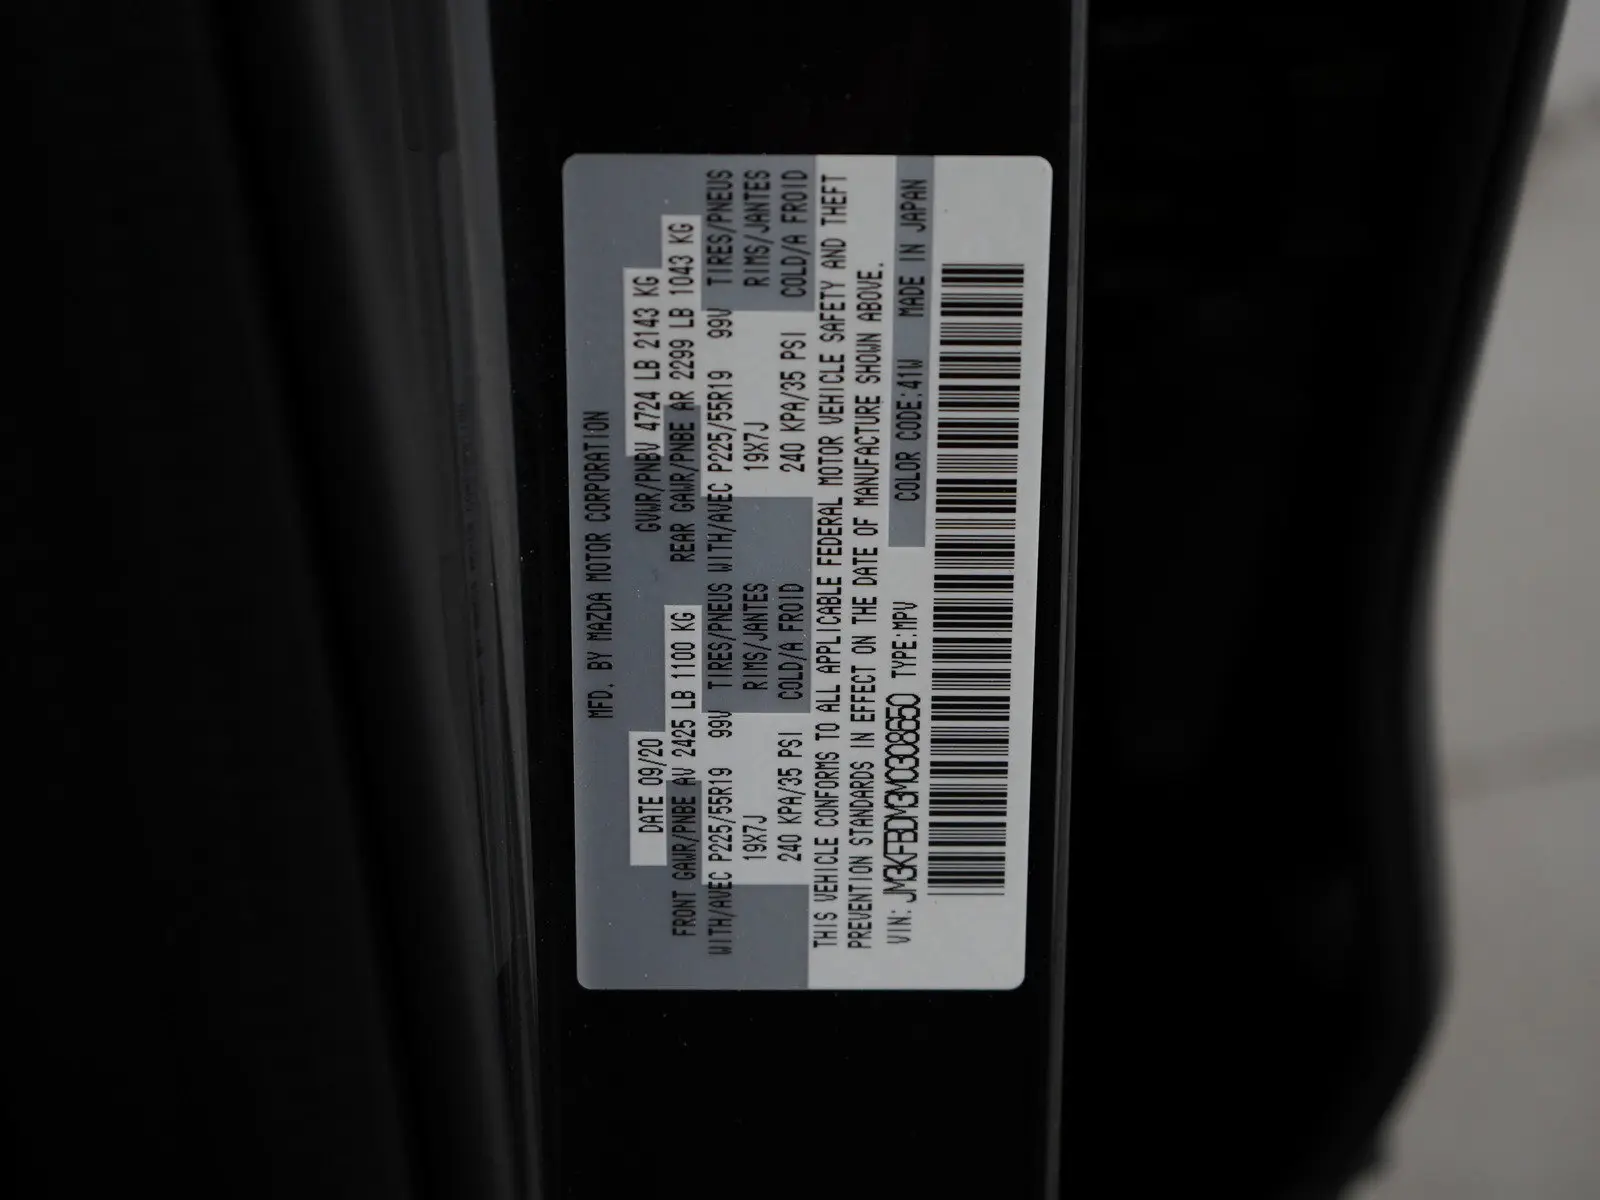 MFD. BY MAZDA MOTOR CORPORATION
DATE 09/20 GVWR/PNBV 4724 LB 2143 KG
FRONT GAWR/PNBE AV 2425 LB 1100 KG REAR GAWR/PNBE AR 2299 LB 1043 KG
WITH/AVEC P225/55R19 99V TIRES/PNEUS WITH/AVEC P225/55R19 99V TIRES/PNEUS
19X7J RIMS/JANTES 19X7J RIMS/JANTES
240 KPA/35 PSI COLD/A FROID 240 KPA/35 PSI COLD/A FROID
THIS VEHICLE CONFORMS TO ALL APPLICABLE FEDERAL MOTOR VEHICLE SAFETY AND THEFT
PREVENTION STANDARDS IN EFFECT ON THE DATE OF MANUFACTURE SHOWN ABOVE.
VIN: JM3KFBDM3M0308650 TYPE:MPV COLOR CODE:41W MADE IN JAPAN